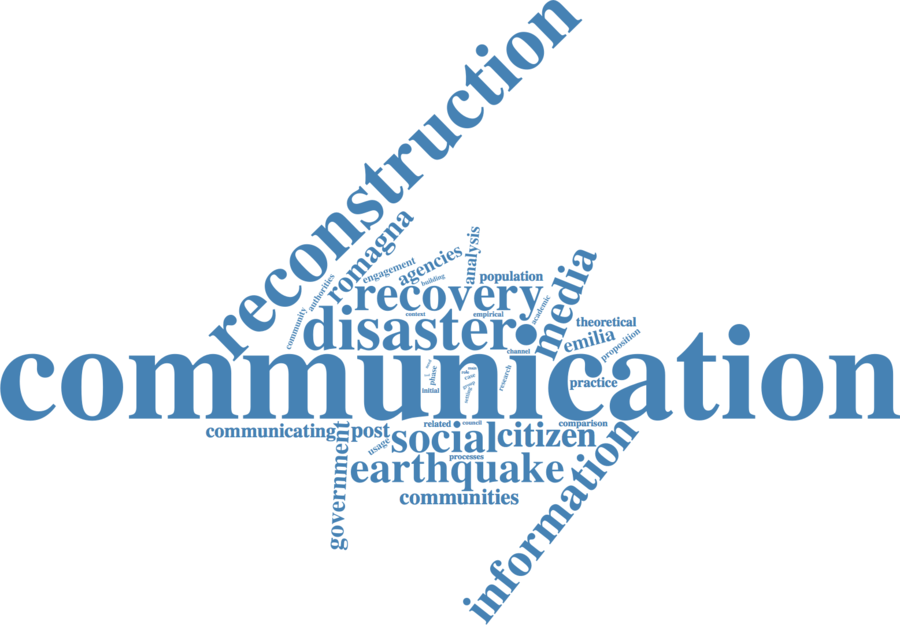 reconstruction
romagna
analysis
engagement
agencies
building
population
authorities
community
recovery
media
academic
context
empirical
disaster
theoretical
emilia
proposition
channel
communication
phase
research
practice
initial
related
council
comparison
communicating
post
social
citizen
usage
government
processes
earthquake
information
communities